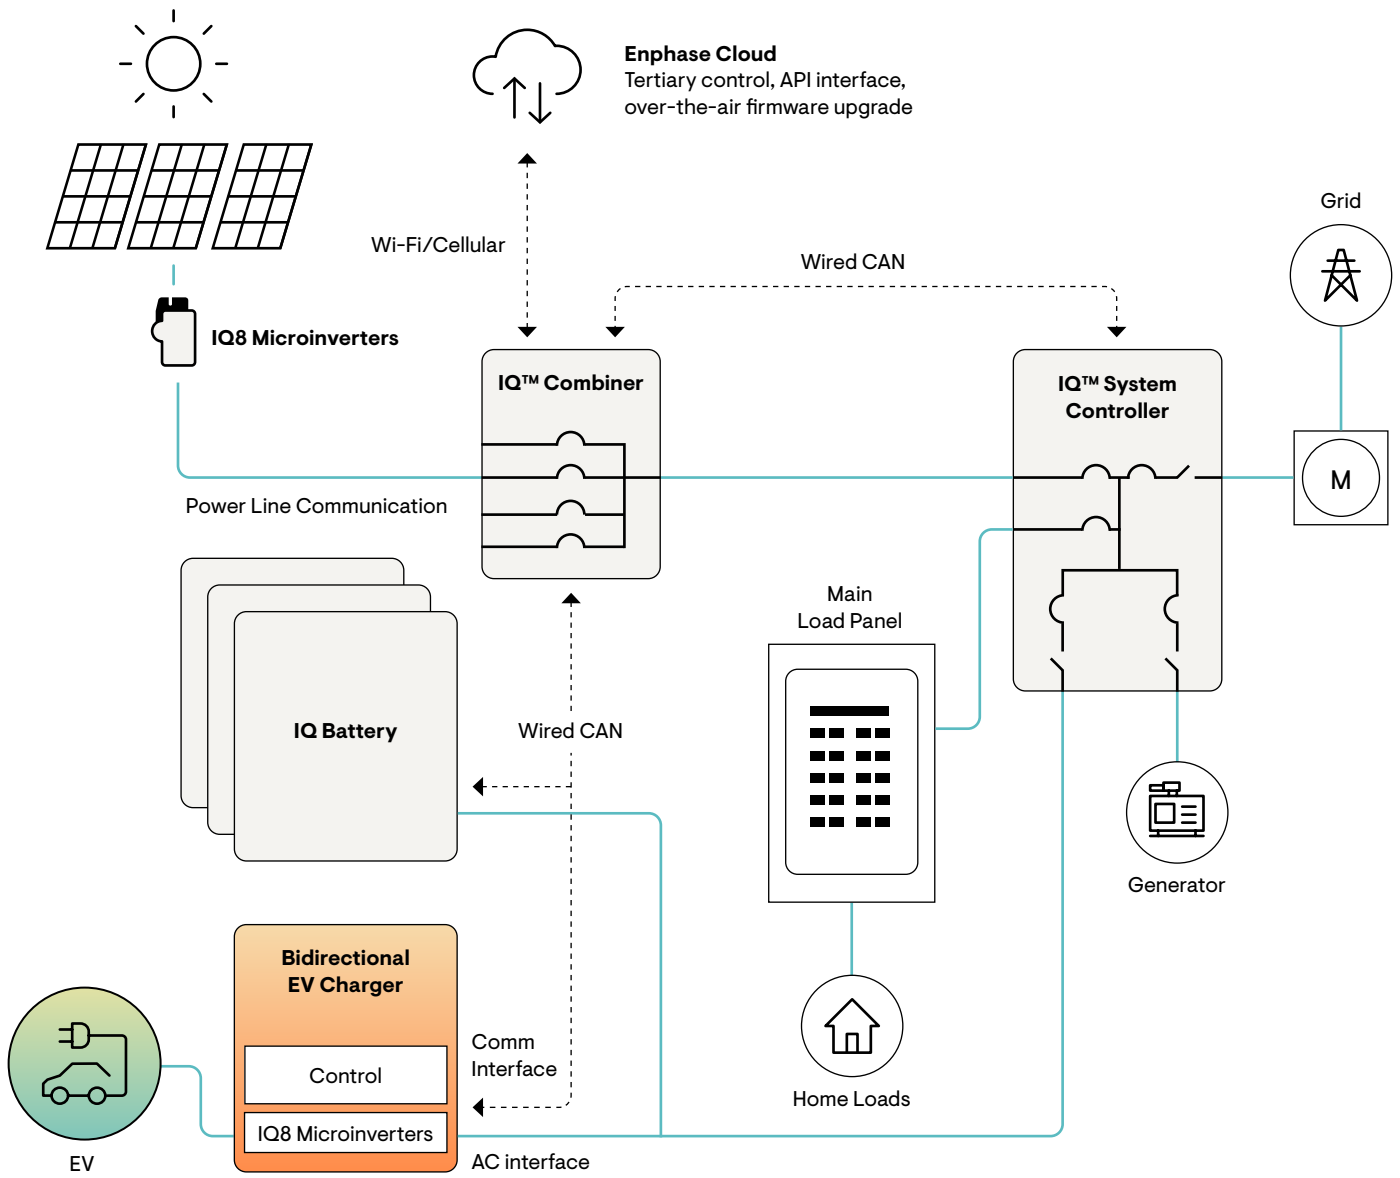 Enphase Cloud
Tertiary control, API interface,
over-the-air firmware upgrade
Grid
Wi-Fi/Cellular
Wired CAN
IQ8 Microinverters
IQ™ Combiner
IQ™ System
Controller
M
Power Line Communication
Main
Load Panel
IQ Battery
Wired CAN
Generator
Bidirectional
EV Charger
Comm
Interface
Control
Home Loads
IQ8 Microinverters
AC interface
EV